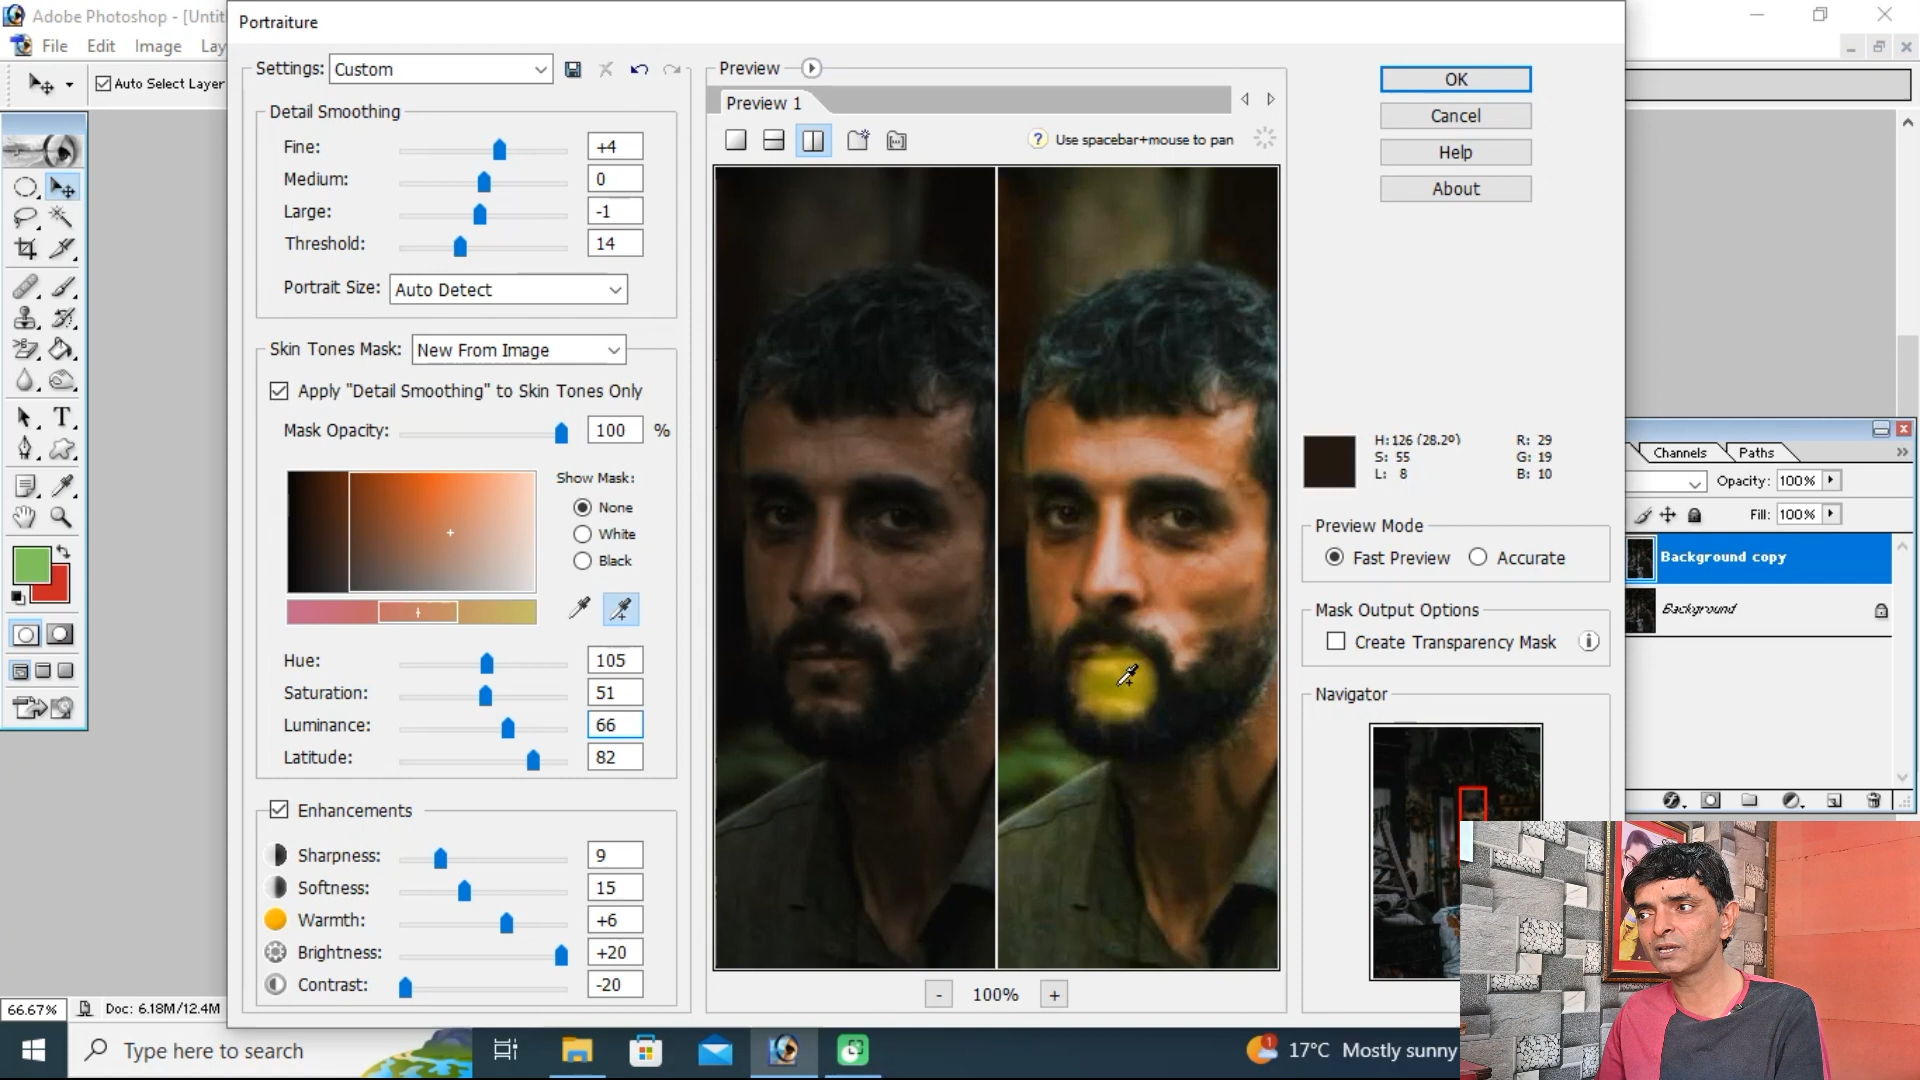 Adobe Photoshop - [Untit
File Edit Image Lay
Auto Select Layer
Portraiture
Settings: Custom
Detail Smoothing
Fine: +4
Medium: 0
Large: -1
Threshold: 14
Portrait Size: Auto Detect
Skin Tones Mask: New From Image
Apply "Detail Smoothing" to Skin Tones Only
Mask Opacity: 100 %
Show Mask:
None
White
Black
Hue: 105
Saturation: 51
Luminance: 66
Latitude: 82
Enhancements
Sharpness: 9
Softness: 15
Warmth: +6
Brightness: +20
Contrast: -20
Preview
Preview 1
? Use spacebar+mouse to pan
- 100% +
OK
Cancel
Help
About
H:126 (28.2º) R: 29
S: 55 G: 19
L: 8 B: 10
Preview Mode
Fast Preview Accurate
Mask Output Options
Create Transparency Mask
Navigator
Channels Paths
Opacity: 100%
Fill: 100%
Background copy
Background
66.67% Doc: 6.18M/12.4M
Type here to search
1 17°C Mostly sunny